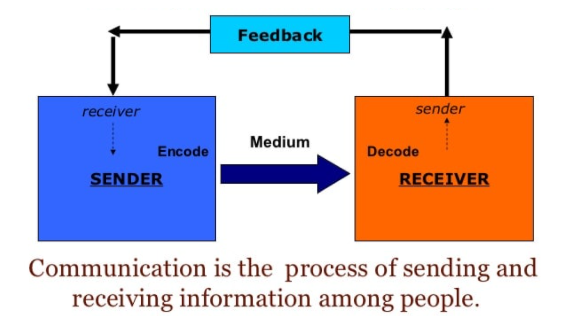 Feedback
receiver
sender
Encode
Medium
Decode
SENDER
RECEIVER
Communication is the process of sending and
receiving information among people.